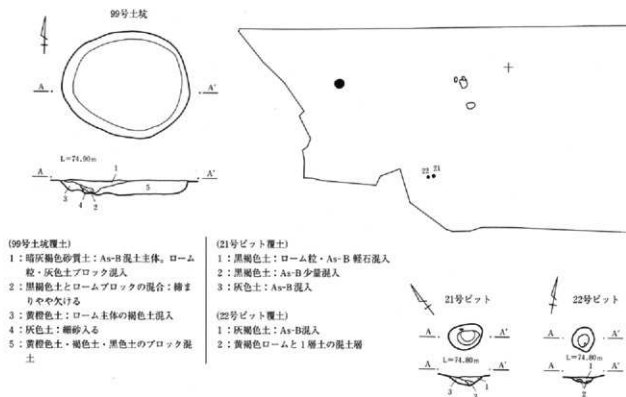 99号土坑
A
A'
L=74.90m
A
A'
1
5
3
4
2
22 21
(99号土坑覆土)
1：暗灰褐色砂質土：As-B混土主体。ローム
粒・灰色土ブロック混入
2：黒褐色土とロームブロックの混合：締ま
りやや欠ける
3：黄橙色土：ローム主体の褐色土混入
4：灰色土：細砂入る
5：黄橙色土・褐色土・黒色土のブロック混
土
(21号ピット覆土)
1：黒褐色土：ローム粒・As-B軽石混入
2：黒褐色土：As-B少量混入
3：灰色土：As-B混入
(22号ピット覆土)
1：灰褐色土：As-B混入
2：黄褐色ロームと1層土の混土層
21号ピット
A
A'
L=74.80m
A
A'
1
3
2
22号ピット
A
A'
L=74.80m
A
1
A'
2